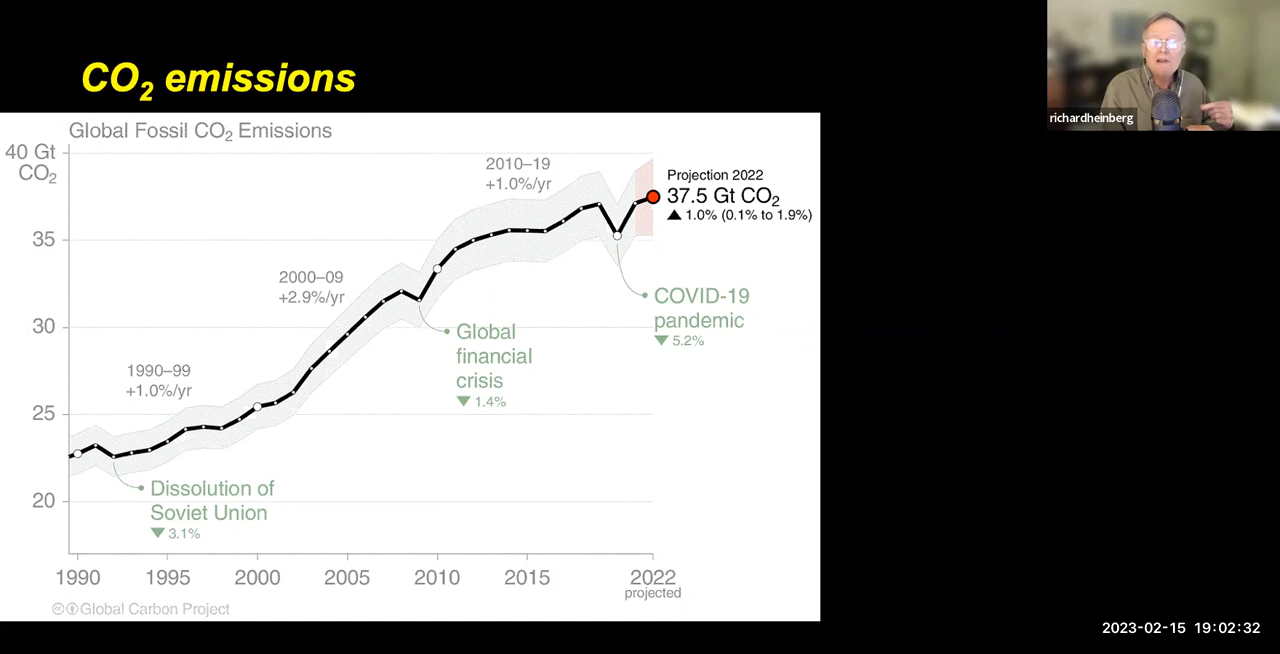 CO₂ emissions
richardheinberg
Global Fossil CO₂ Emissions
40 Gt
CO₂
35
30
25
20
1990–99
+1.0%/yr
2000–09
+2.9%/yr
2010–19
+1.0%/yr
Projection 2022
37.5 Gt CO₂
▲ 1.0% (0.1% to 1.9%)
COVID-19
pandemic
▼ 5.2%
Global
financial
crisis
▼ 1.4%
Dissolution of
Soviet Union
▼ 3.1%
1990 1995 2000 2005 2010 2015 2022
projected
Global Carbon Project
2023-02-15 19:02:32